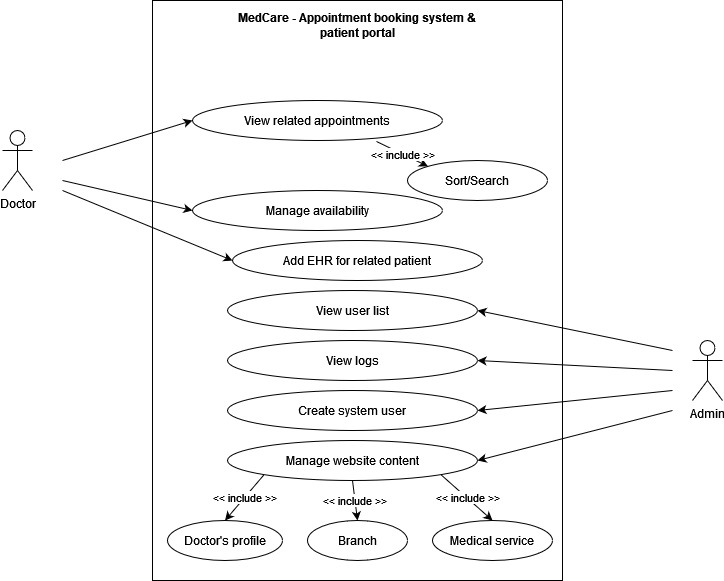 MedCare - Appointment booking system &
patient portal
View related appointments
<< include >>
Sort/Search
Doctor
Manage availability
Add EHR for related patient
View user list
View logs
Create system user
Admin
Manage website content
<< include >>
<< include >>
<< include >>
Doctor's profile
Branch
Medical service